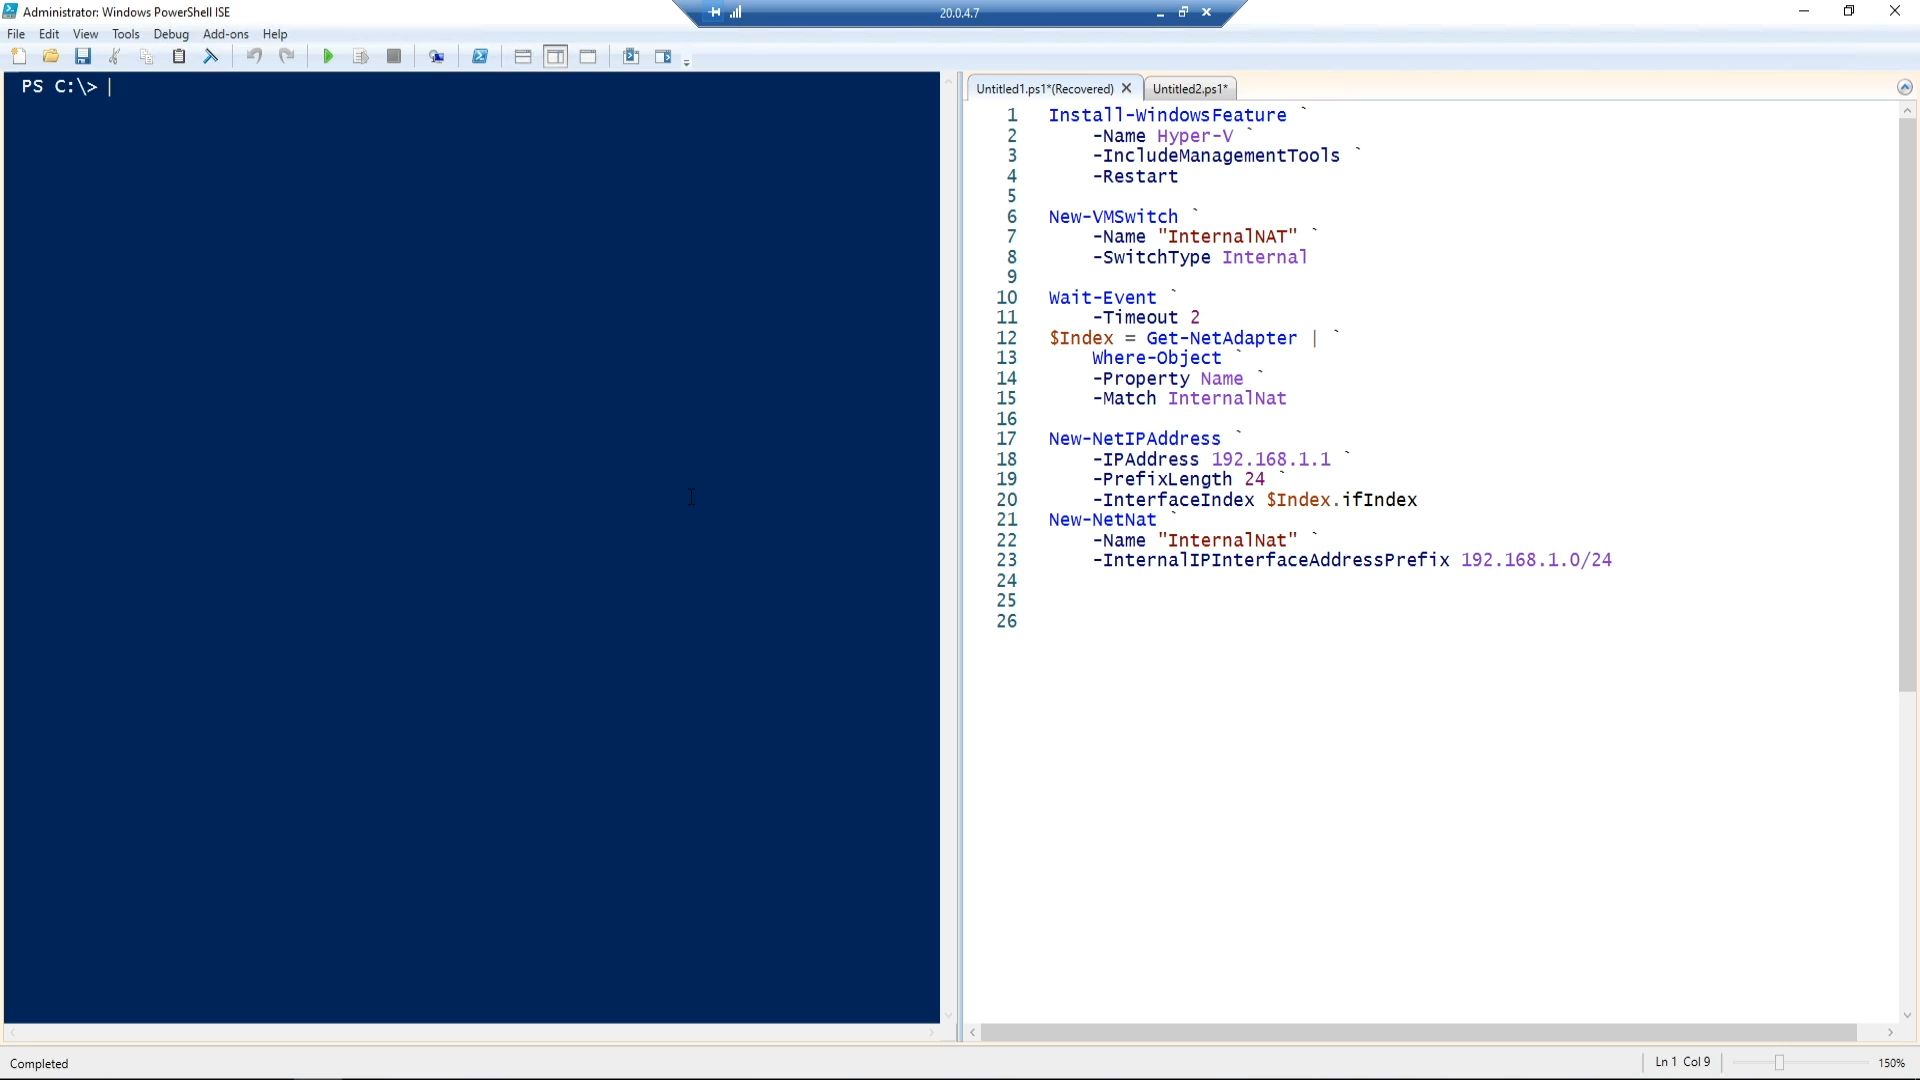 Administrator: Windows PowerShell ISE
20.0.4.7
File Edit View Tools Debug Add-ons Help
PS C:\>
Untitled1.ps1*(Recovered) Untitled2.ps1*
1 Install-WindowsFeature `
2 -Name Hyper-V `
3 -IncludeManagementTools `
4 -Restart
5
6 New-VMSwitch `
7 -Name "InternalNAT" `
8 -SwitchType Internal
9
10 Wait-Event `
11 -Timeout 2
12 $Index = Get-NetAdapter | `
13 Where-Object `
14 -Property Name `
15 -Match InternalNat
16
17 New-NetIPAddress `
18 -IPAddress 192.168.1.1 `
19 -PrefixLength 24 `
20 -InterfaceIndex $Index.ifIndex
21 New-NetNat `
22 -Name "InternalNat" `
23 -InternalIPInterfaceAddressPrefix 192.168.1.0/24
24
25
26
Completed
Ln 1 Col 9
150%